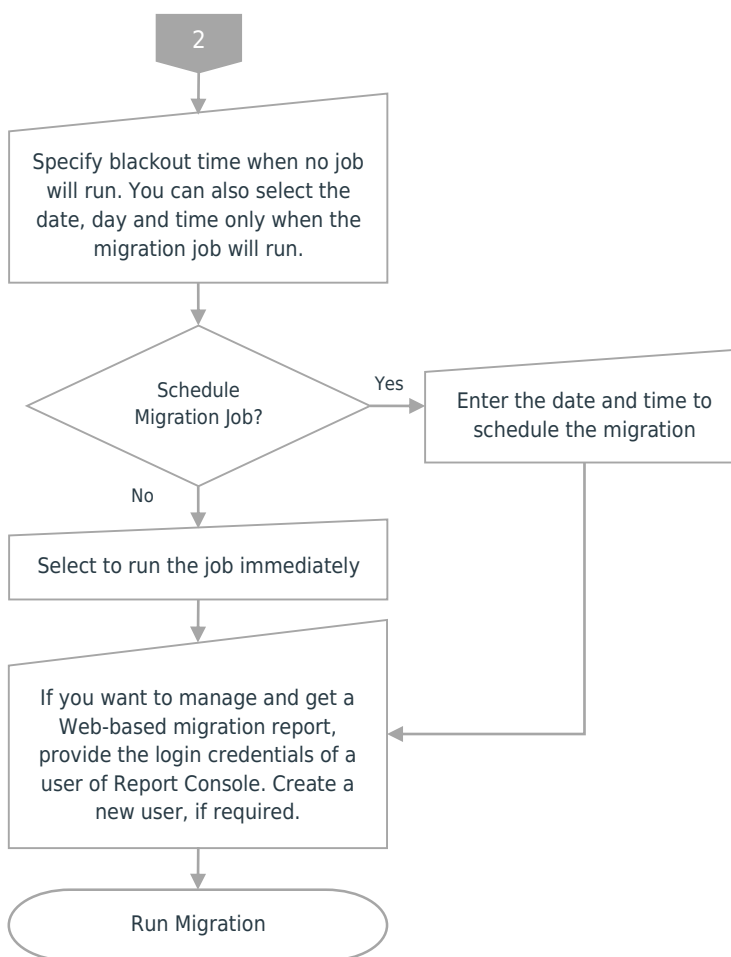 2
Specify blackout time when no job
will run. You can also select the
date, day and time only when the
migration job will run.
Schedule
Migration Job?
Yes
Enter the date and time to
schedule the migration
No
Select to run the job immediately
If you want to manage and get a
Web-based migration report,
provide the login credentials of a
user of Report Console. Create a
new user, if required.
Run Migration